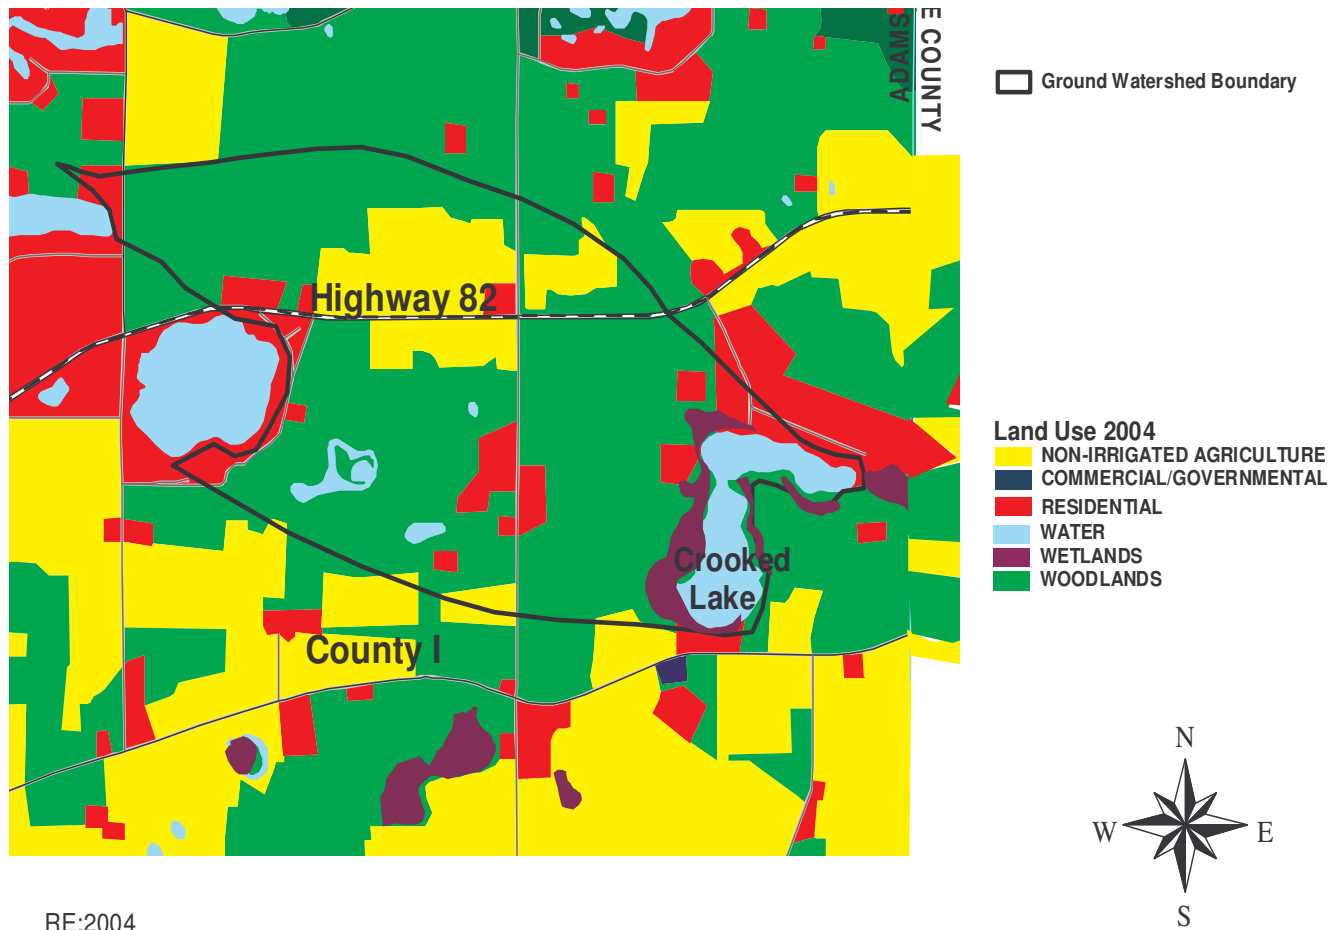 E COUNTY
ADAMS
Ground Watershed Boundary
Highway 82
Land Use 2004
NON-IRRIGATED AGRICULTURE
COMMERCIAL/GOVERNMENTAL
RESIDENTIAL
WATER
WETLANDS
WOODLANDS
Crooked
Lake
County I
N
W
E
S
RE:2004